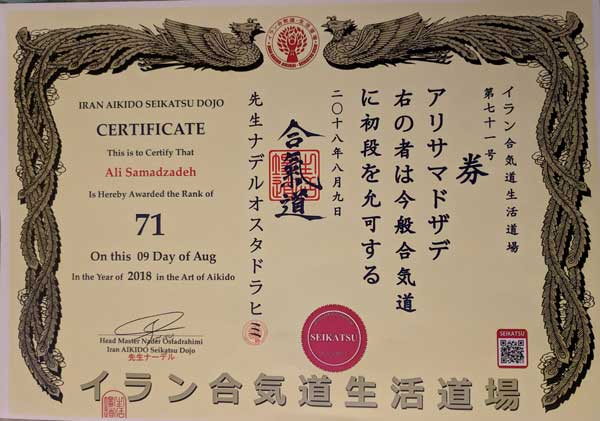 IRAN AIKIDO SEIKATSU DOJO
CERTIFICATE
This is to Certify That
Ali Samadzadeh
Is Hereby Awarded the Rank of
71
On this 09 Day of Aug
In the Year of 2018 in the Art of Aikido
Head Master Nader Ostadrahimi
Iran AIKIDO Seikatsu Dojo
先生ナーデル
イラン合気道生活道場
第七十一号
券
アリサマドザデ
右の者は今般合気道
に初段を允可する
二〇十八年八月九日
合氣道
先生ナデルオスタドラヒミ
SEIKATSU
SEIKATSU
イラン合気道生活道場